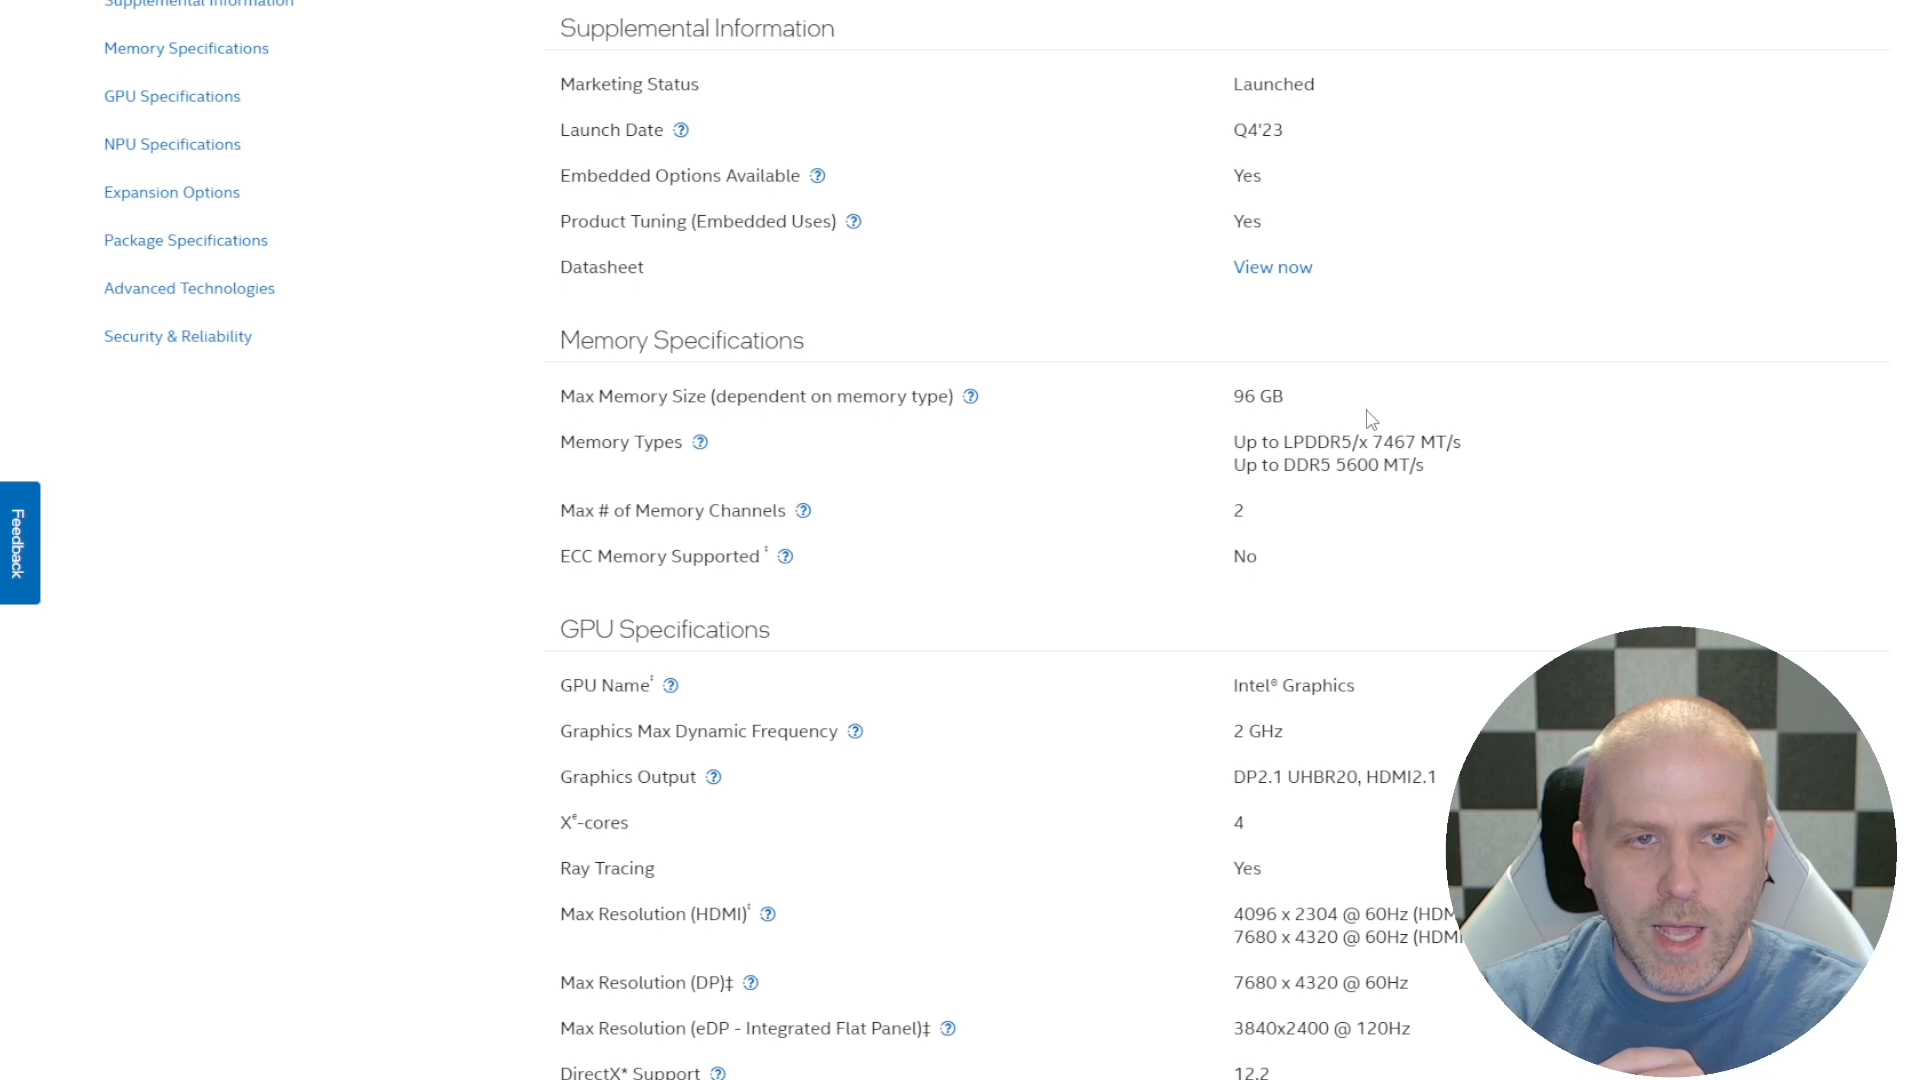 Supplemental Information
Memory Specifications
GPU Specifications
NPU Specifications
Expansion Options
Package Specifications
Advanced Technologies
Security & Reliability
Feedback
Supplemental Information
Marketing Status Launched
Launch Date Q4'23
Embedded Options Available Yes
Product Tuning (Embedded Uses) Yes
Datasheet View now
Memory Specifications
Max Memory Size (dependent on memory type) 96 GB
Memory Types Up to LPDDR5/x 7467 MT/s
Up to DDR5 5600 MT/s
Max # of Memory Channels 2
ECC Memory Supported ‡ No
GPU Specifications
GPU Name‡ Intel® Graphics
Graphics Max Dynamic Frequency 2 GHz
Graphics Output DP2.1 UHBR20, HDMI2.1
Xe-cores 4
Ray Tracing Yes
Max Resolution (HDMI)‡ 4096 x 2304 @ 60Hz (HDM
7680 x 4320 @ 60Hz (HDMI
Max Resolution (DP)‡ 7680 x 4320 @ 60Hz
Max Resolution (eDP - Integrated Flat Panel)‡ 3840x2400 @ 120Hz
DirectX* Support 12.2